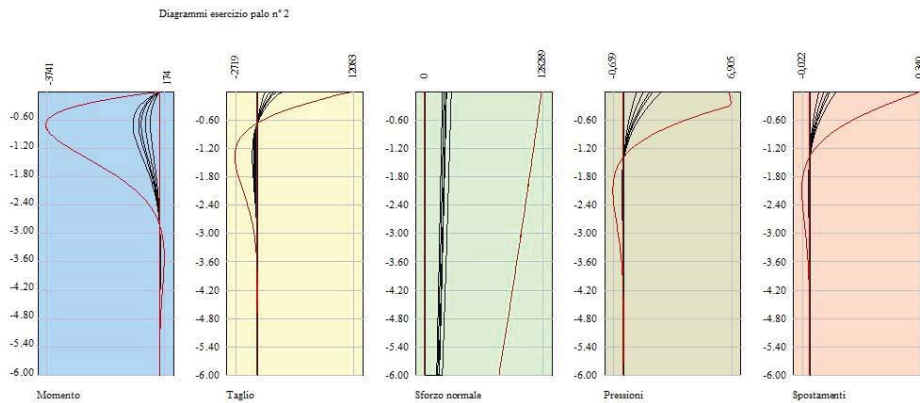 Diagrammi esercizio palo n° 2
-3741 174
-2719 12083
0 128289
-0,659 6,905
-0,022 0,340
-0.60 -0.60 -0.60 -0.60 -0.60
-1.20 -1.20 -1.20 -1.20 -1.20
-1.80 -1.80 -1.80 -1.80 -1.80
-2.40 -2.40 -2.40 -2.40 -2.40
-3.00 -3.00 -3.00 -3.00 -3.00
-3.60 -3.60 -3.60 -3.60 -3.60
-4.20 -4.20 -4.20 -4.20 -4.20
-4.80 -4.80 -4.80 -4.80 -4.80
-5.40 -5.40 -5.40 -5.40 -5.40
-6.00 -6.00 -6.00 -6.00 -6.00
Momento Taglio Sforzo normale Pressioni Spostamenti